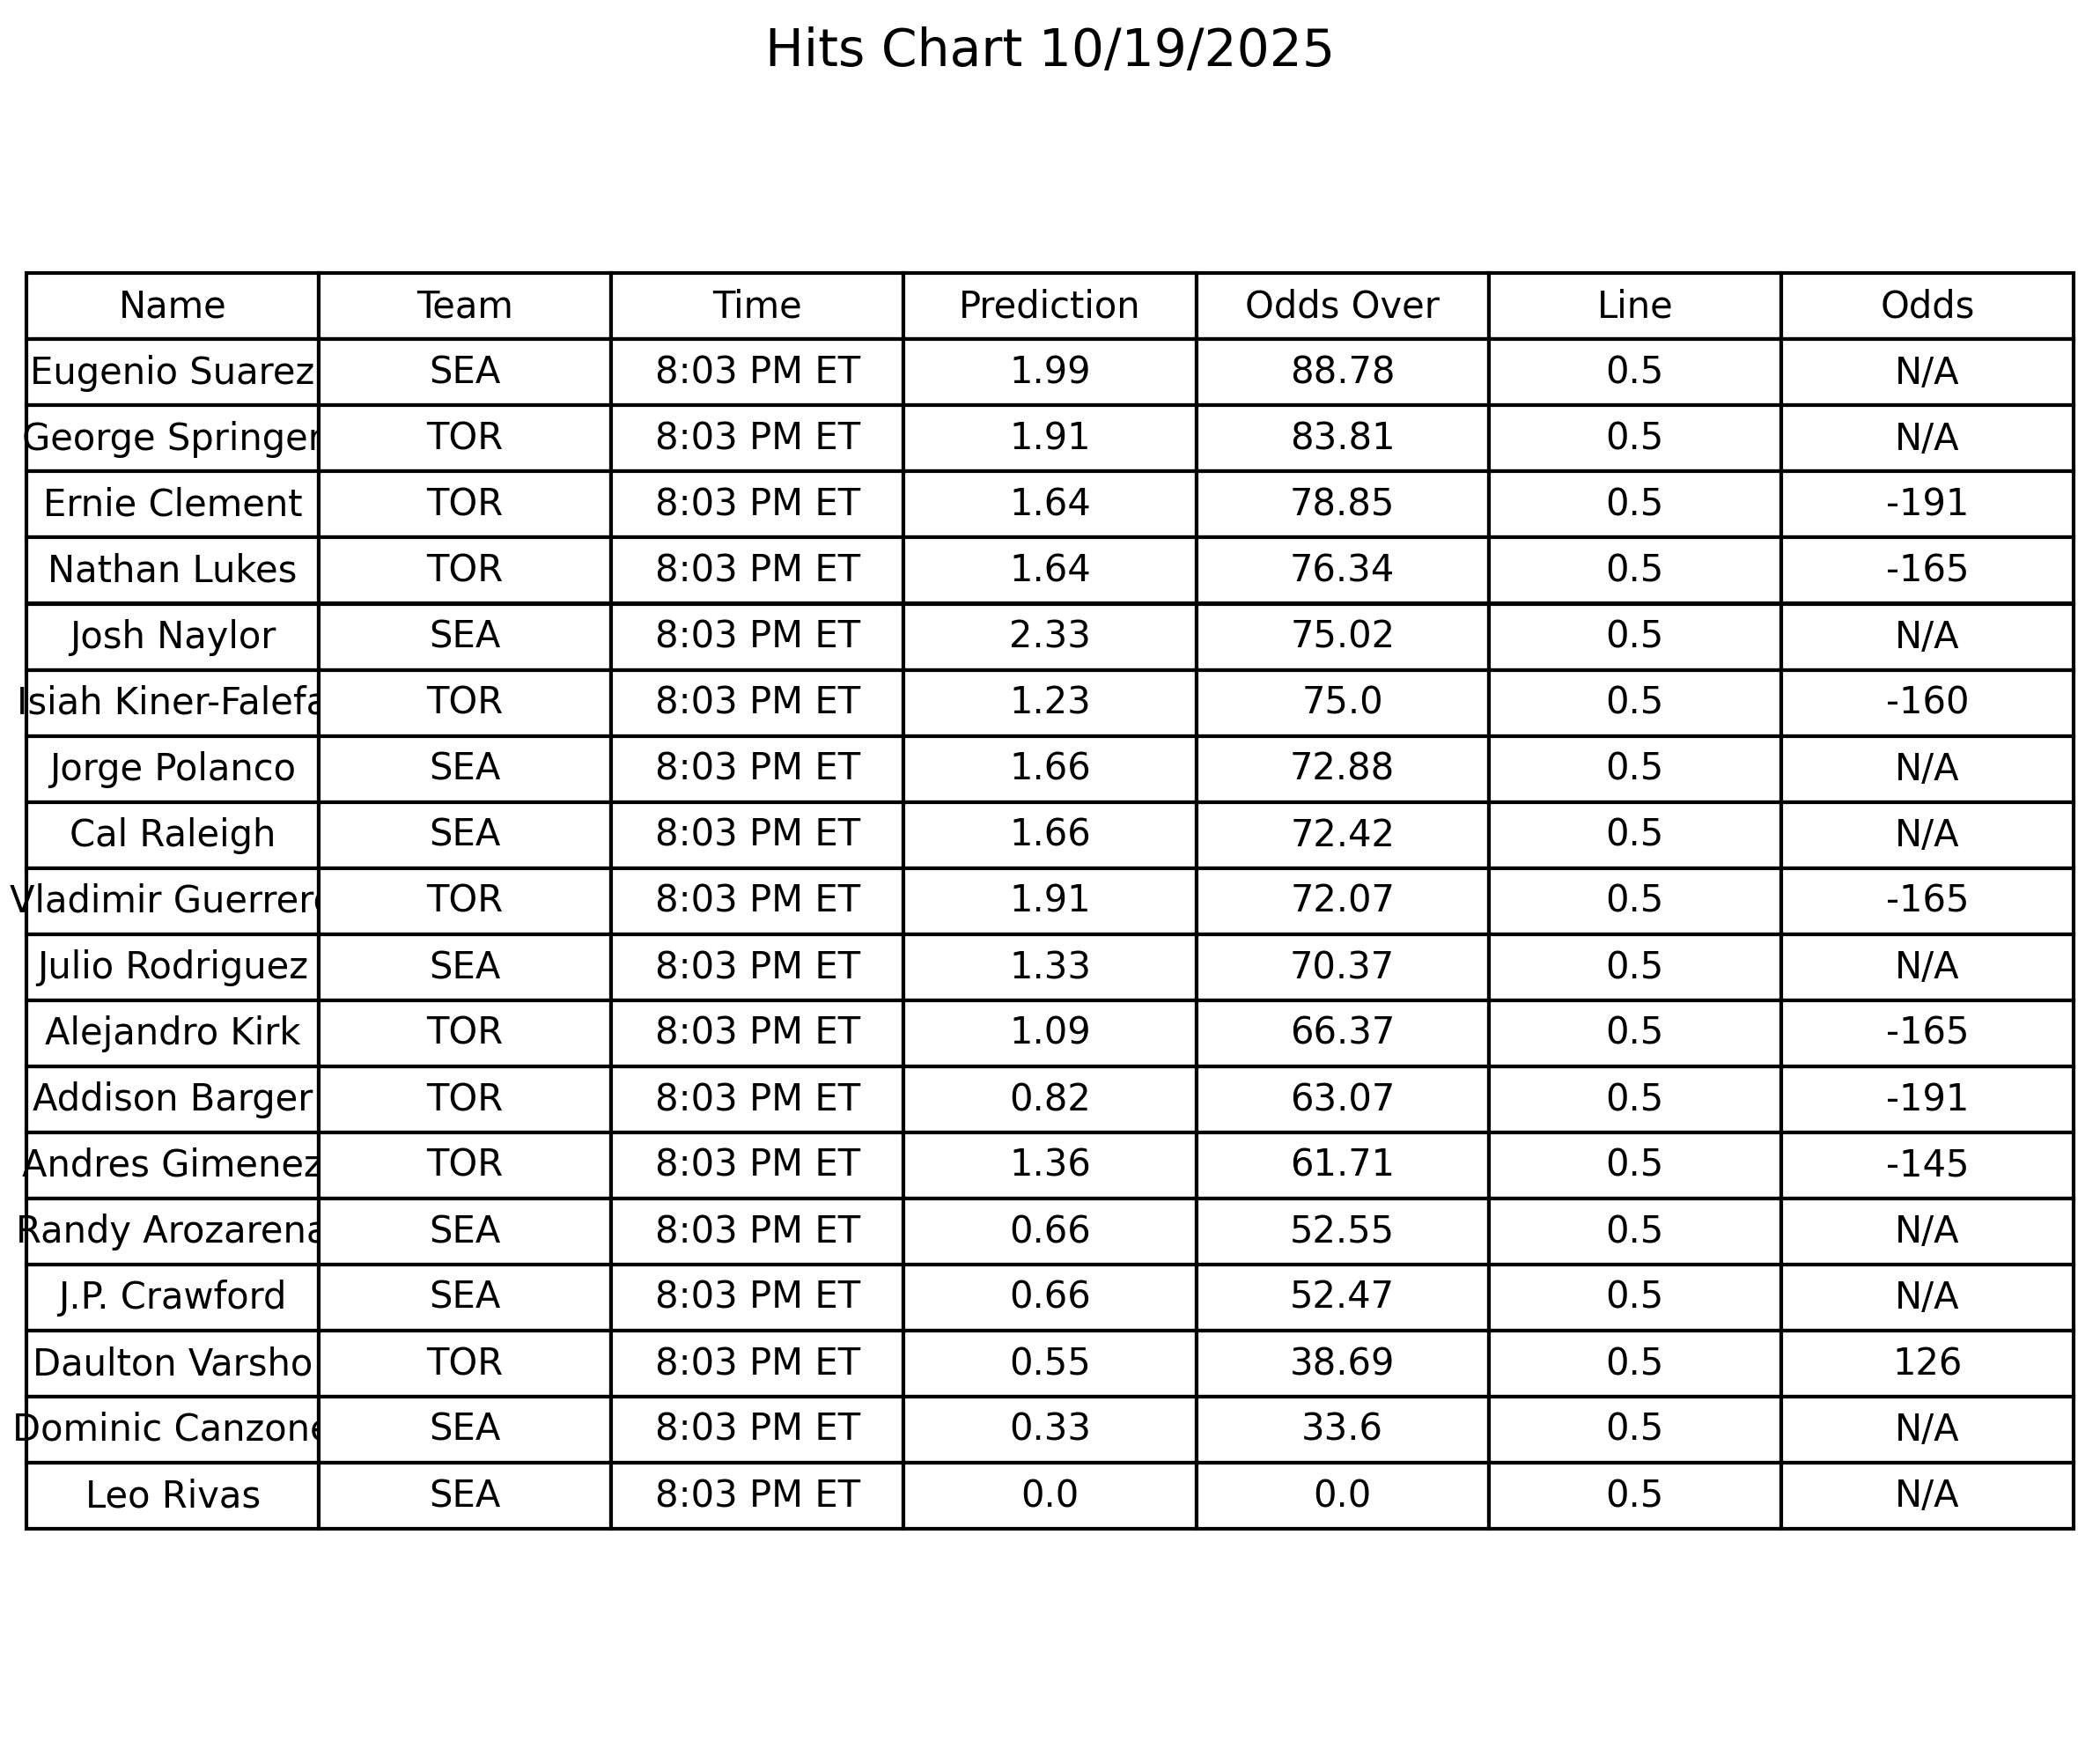 Hits Chart 10/19/2025
Name Team Time Prediction Odds Over Line Odds
Eugenio Suarez SEA 8:03 PM ET 1.99 88.78 0.5 N/A
George Springer TOR 8:03 PM ET 1.91 83.81 0.5 N/A
Ernie Clement TOR 8:03 PM ET 1.64 78.85 0.5 -191
Nathan Lukes TOR 8:03 PM ET 1.64 76.34 0.5 -165
Josh Naylor SEA 8:03 PM ET 2.33 75.02 0.5 N/A
Isiah Kiner-Falefa TOR 8:03 PM ET 1.23 75.0 0.5 -160
Jorge Polanco SEA 8:03 PM ET 1.66 72.88 0.5 N/A
Cal Raleigh SEA 8:03 PM ET 1.66 72.42 0.5 N/A
Vladimir Guerrero TOR 8:03 PM ET 1.91 72.07 0.5 -165
Julio Rodriguez SEA 8:03 PM ET 1.33 70.37 0.5 N/A
Alejandro Kirk TOR 8:03 PM ET 1.09 66.37 0.5 -165
Addison Barger TOR 8:03 PM ET 0.82 63.07 0.5 -191
Andres Gimenez TOR 8:03 PM ET 1.36 61.71 0.5 -145
Randy Arozarena SEA 8:03 PM ET 0.66 52.55 0.5 N/A
J.P. Crawford SEA 8:03 PM ET 0.66 52.47 0.5 N/A
Daulton Varsho TOR 8:03 PM ET 0.55 38.69 0.5 126
Dominic Canzone SEA 8:03 PM ET 0.33 33.6 0.5 N/A
Leo Rivas SEA 8:03 PM ET 0.0 0.0 0.5 N/A